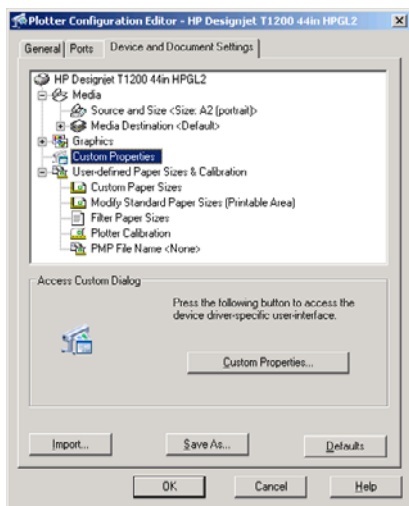 Plotter Configuration Editor - HP Designjet T1200 44in HPGL2
General Ports Device and Document Settings
HP Designjet T1200 44in HPGL2
Media
Source and Size <Size: A2 (portrait)>
Media Destination <Default>
Graphics
Custom Properties
User-defined Paper Sizes & Calibration
Custom Paper Sizes
Modify Standard Paper Sizes (Printable Area)
Filter Paper Sizes
Plotter Calibration
PMP File Name <None>
Access Custom Dialog
Press the following button to access the
device driver-specific user-interface.
Custom Properties...
Import... Save As... Defaults
OK Cancel Help